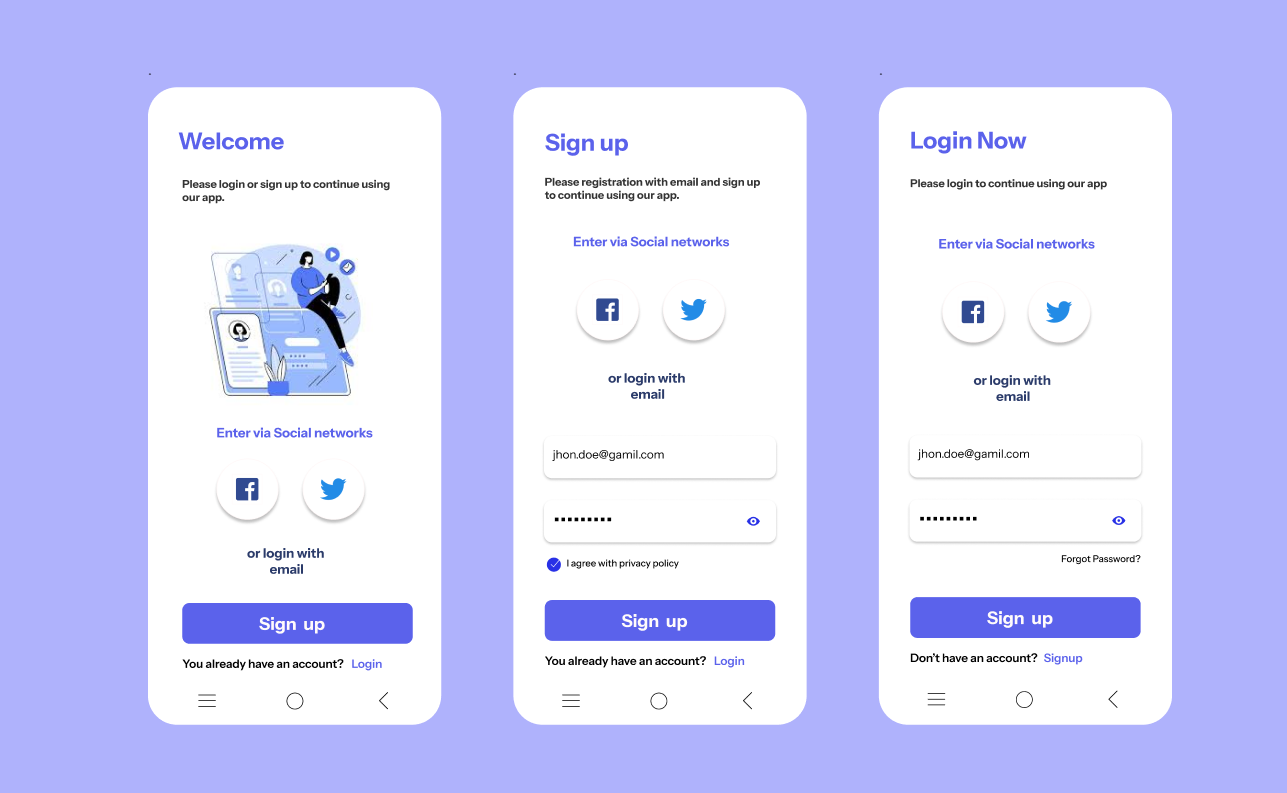 Welcome
Please login or sign up to continue using
our app.
Enter via Social networks
or login with
email
Sign up
You already have an account? Login
Sign up
Please registration with email and sign up
to continue using our app.
Enter via Social networks
or login with
email
jhon.doe@gamil.com
I agree with privacy policy
Sign up
You already have an account? Login
Login Now
Please login to continue using our app
Enter via Social networks
or login with
email
jhon.doe@gamil.com
Forgot Password?
Sign up
Don't have an account? Signup